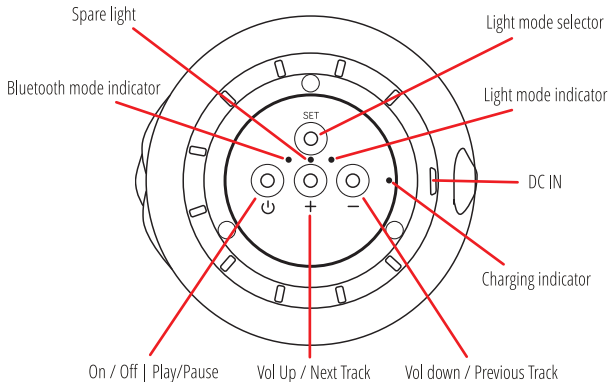 Spare light
Light mode selector
Bluetooth mode indicator
Light mode indicator
SET
DC IN
+
−
Charging indicator
On / Off | Play/Pause
Vol Up / Next Track
Vol down / Previous Track